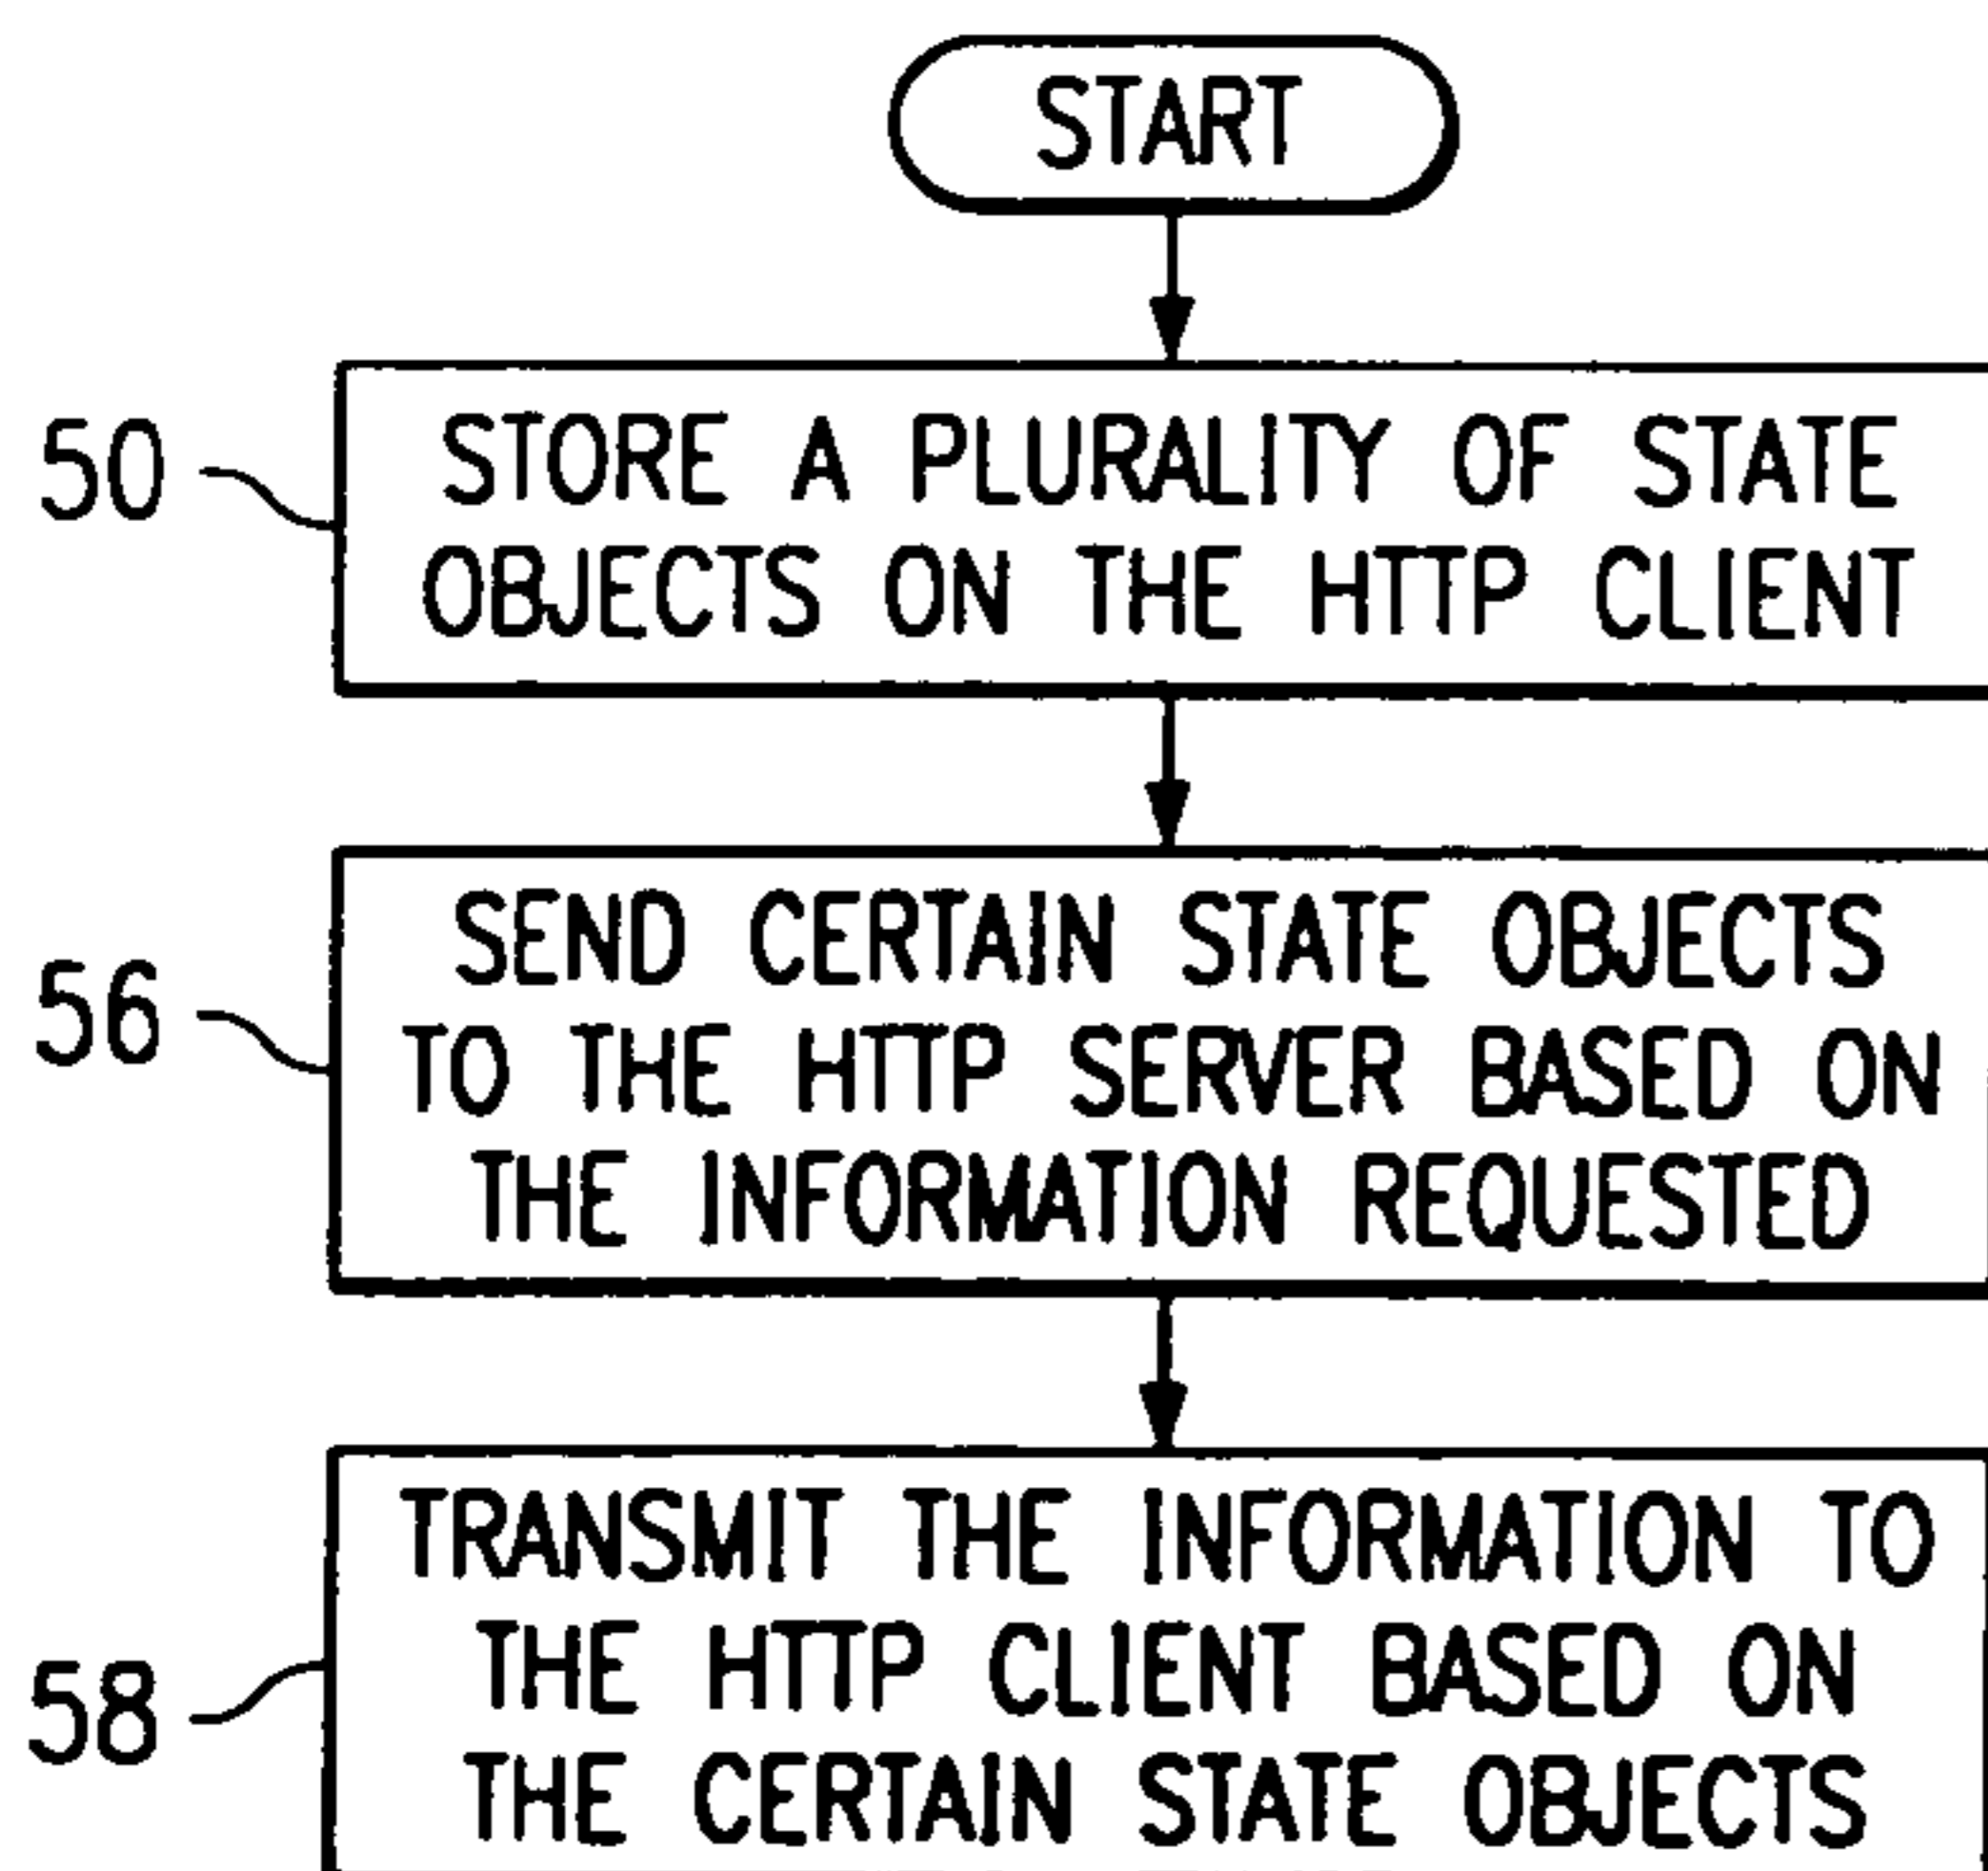 START
50
STORE A PLURALITY OF STATE
OBJECTS ON THE HTTP CLIENT
56
SEND CERTAIN STATE OBJECTS
TO THE HTTP SERVER BASED ON
THE INFORMATION REQUESTED
58
TRANSMIT THE INFORMATION TO
THE HTTP CLIENT BASED ON
THE CERTAIN STATE OBJECTS